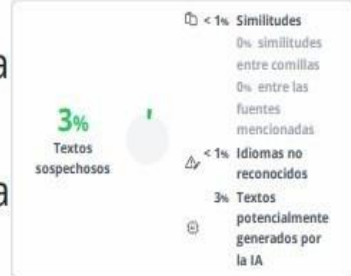 3%
Textos
sospechosos
< 1% Similitudes
0% similitudes
entre comillas
0% entre las
fuentes
mencionadas
< 1% Idiomas no
reconocidos
3% Textos
potencialmente
generados por
la IA
a
a